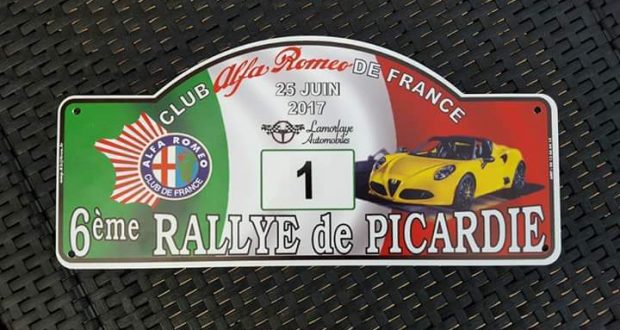 CLUB Alfa Romeo DE FRANCE
25 JUIN
2017
Lamorlaye
Automobiles
ALFA ROMEO
CLUB DE FRANCE
1
6ème RALLYE de PICARDIE